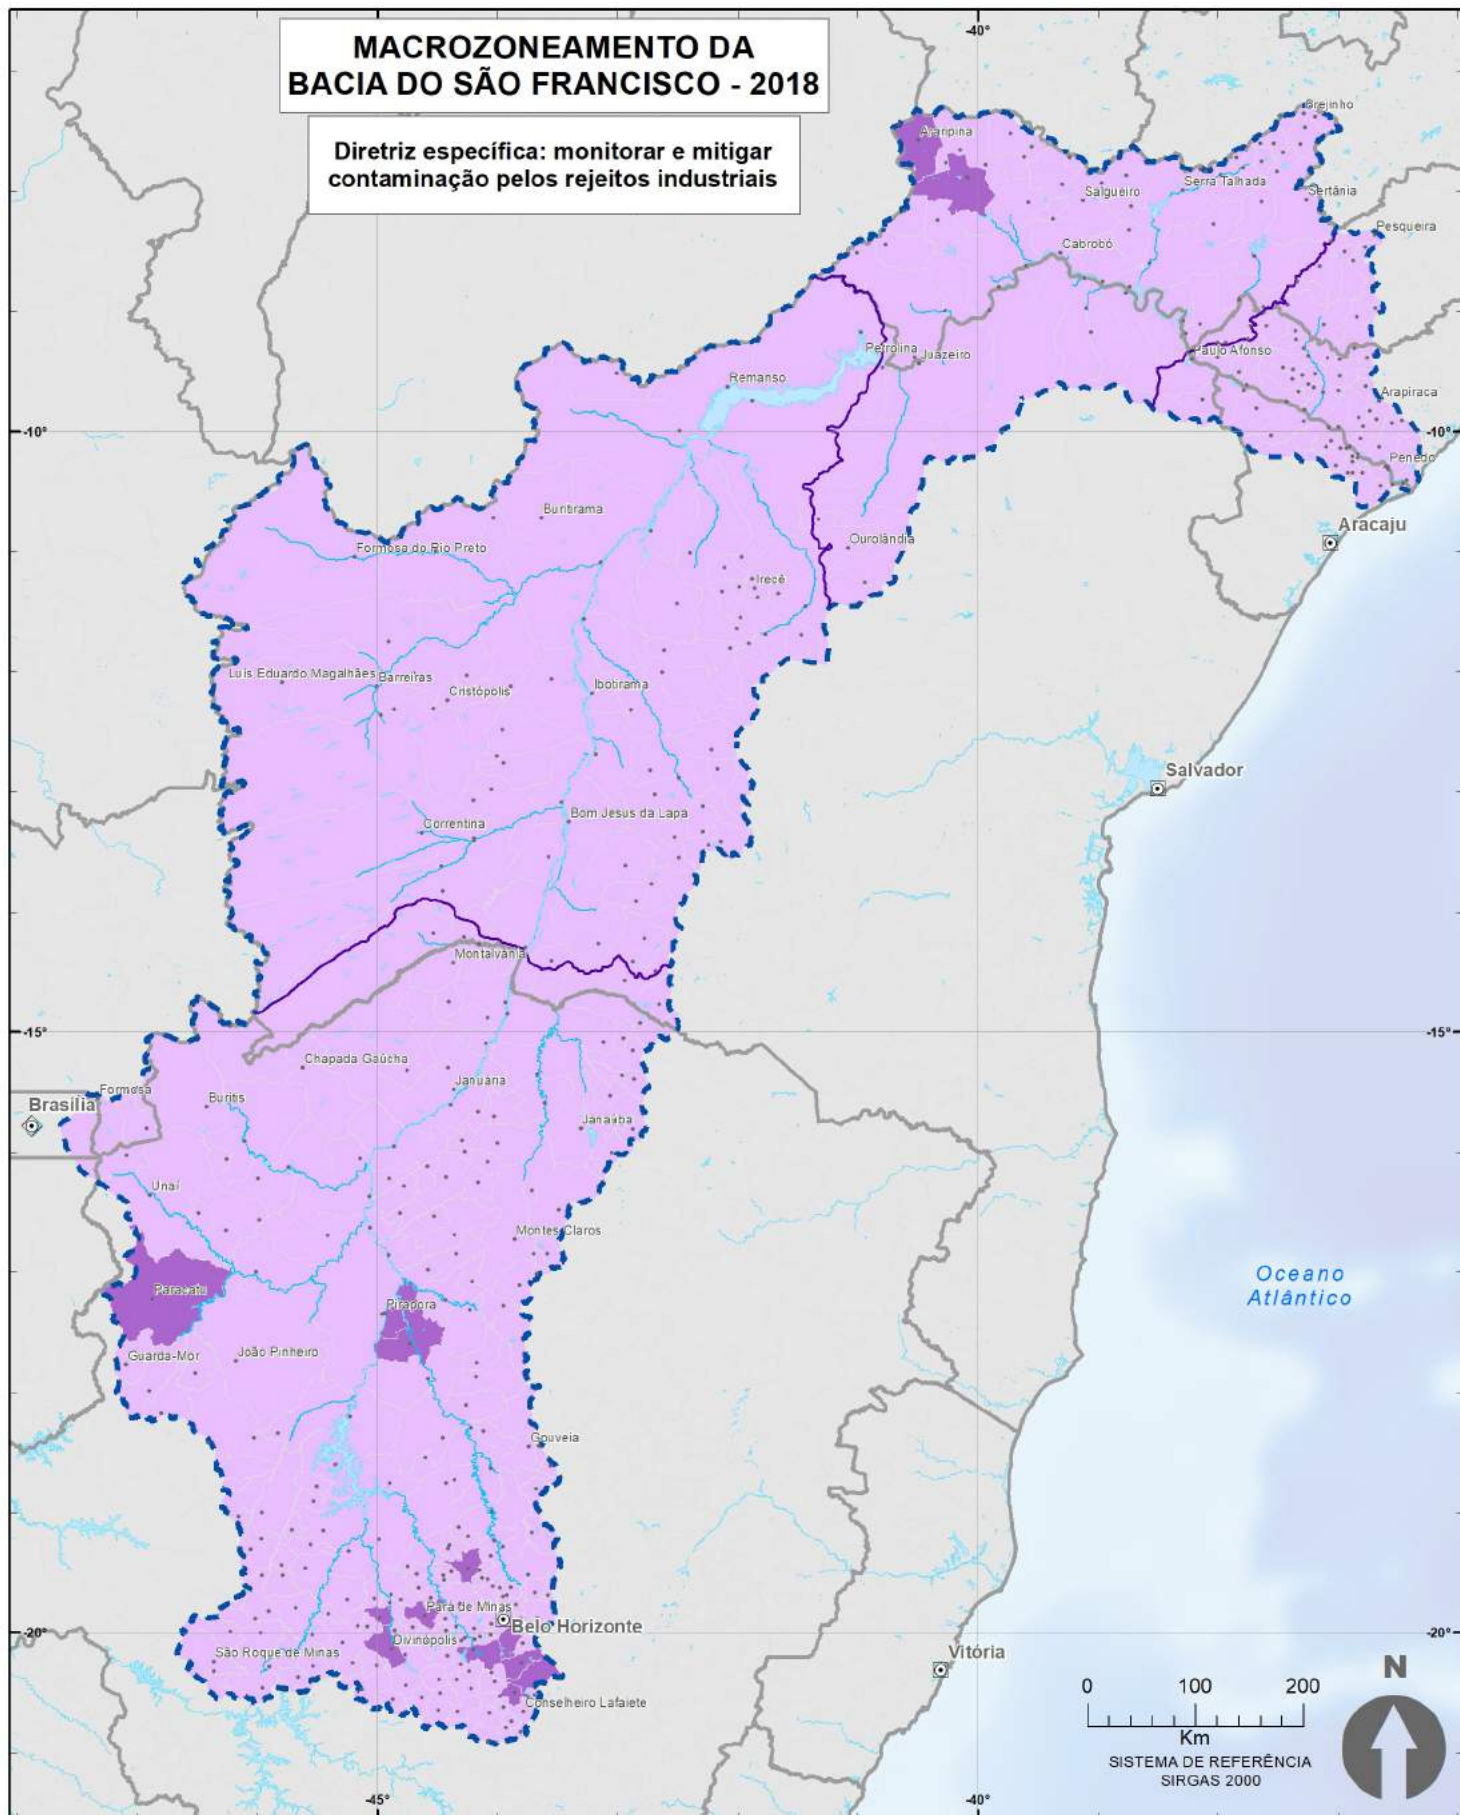 MACROZONEAMENTO DA
BACIA DO SÃO FRANCISCO - 2018
Diretriz específica: monitorar e mitigar
contaminação pelos rejeitos industriais
-40°
Brejinho
Araripina
Salgueiro
Serra Talhada
Sertânia
Pesqueira
Cabrobó
Petrolina
Juazeiro
Paulo Afonso
Remanso
Arapiraca
-10°
-10°
Penedo
Aracaju
Buritirama
Formosa do Rio Preto
Ourolândia
Irecê
Luís Eduardo Magalhães
Barreiras
Cristópolis
Ibotirama
Salvador
Correntina
Bom Jesus da Lapa
Montalvânia
-15°
-15°
Chapada Gaúcha
Januária
Formosa
Buritis
Brasília
Janaúba
Unaí
Montes Claros
Paracatu
Pirapora
Oceano
Atlântico
Guarda-Mor
João Pinheiro
Gouveia
Pará de Minas
Belo Horizonte
-20°
-20°
Divinópolis
São Roque de Minas
Vitória
Conselheiro Lafaiete
N
0 100 200
Km
SISTEMA DE REFERÊNCIA
SIRGAS 2000
-45°
-40°